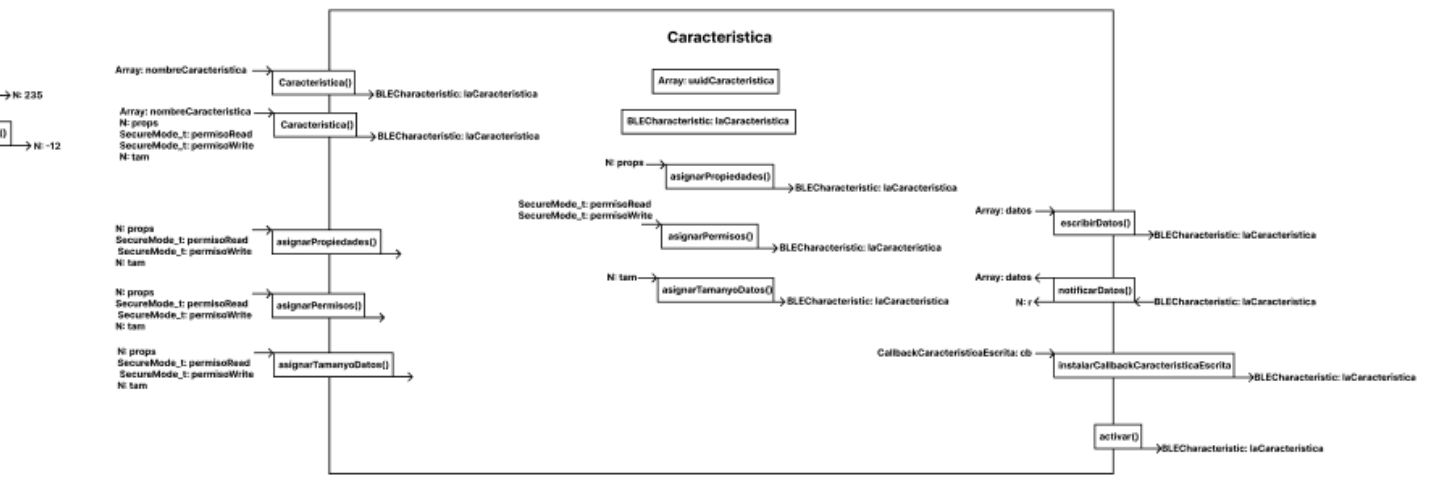 Caracteristica
N: 235
()
N: -12
Array: nombreCaracteristica
Caracteristica()
BLECharacteristic: laCaracteristica
Array: nombreCaracteristica
N: props
SecureMode_t: permisoRead
SecureMode_t: permisoWrite
N: tam
Caracteristica()
BLECharacteristic: laCaracteristica
N: props
SecureMode_t: permisoRead
SecureMode_t: permisoWrite
N: tam
asignarPropiedades()
N: props
SecureMode_t: permisoRead
SecureMode_t: permisoWrite
N: tam
asignarPermisos()
N: props
SecureMode_t: permisoRead
SecureMode_t: permisoWrite
N: tam
asignarTamanyoDatos()
Array: uuidCaracteristica
BLECharacteristic: laCaracteristica
N: props
asignarPropiedades()
BLECharacteristic: laCaracteristica
SecureMode_t: permisoRead
SecureMode_t: permisoWrite
asignarPermisos()
BLECharacteristic: laCaracteristica
N: tam
asignarTamanyoDatos()
BLECharacteristic: laCaracteristica
Array: datos
escribirDatos()
BLECharacteristic: laCaracteristica
Array: datos
N: r
notificarDatos()
BLECharacteristic: laCaracteristica
CallbackCaracteristicaEscrita: cb
instalarCallbackCaracteristicaEscrita
BLECharacteristic: laCaracteristica
activar()
BLECharacteristic: laCaracteristica